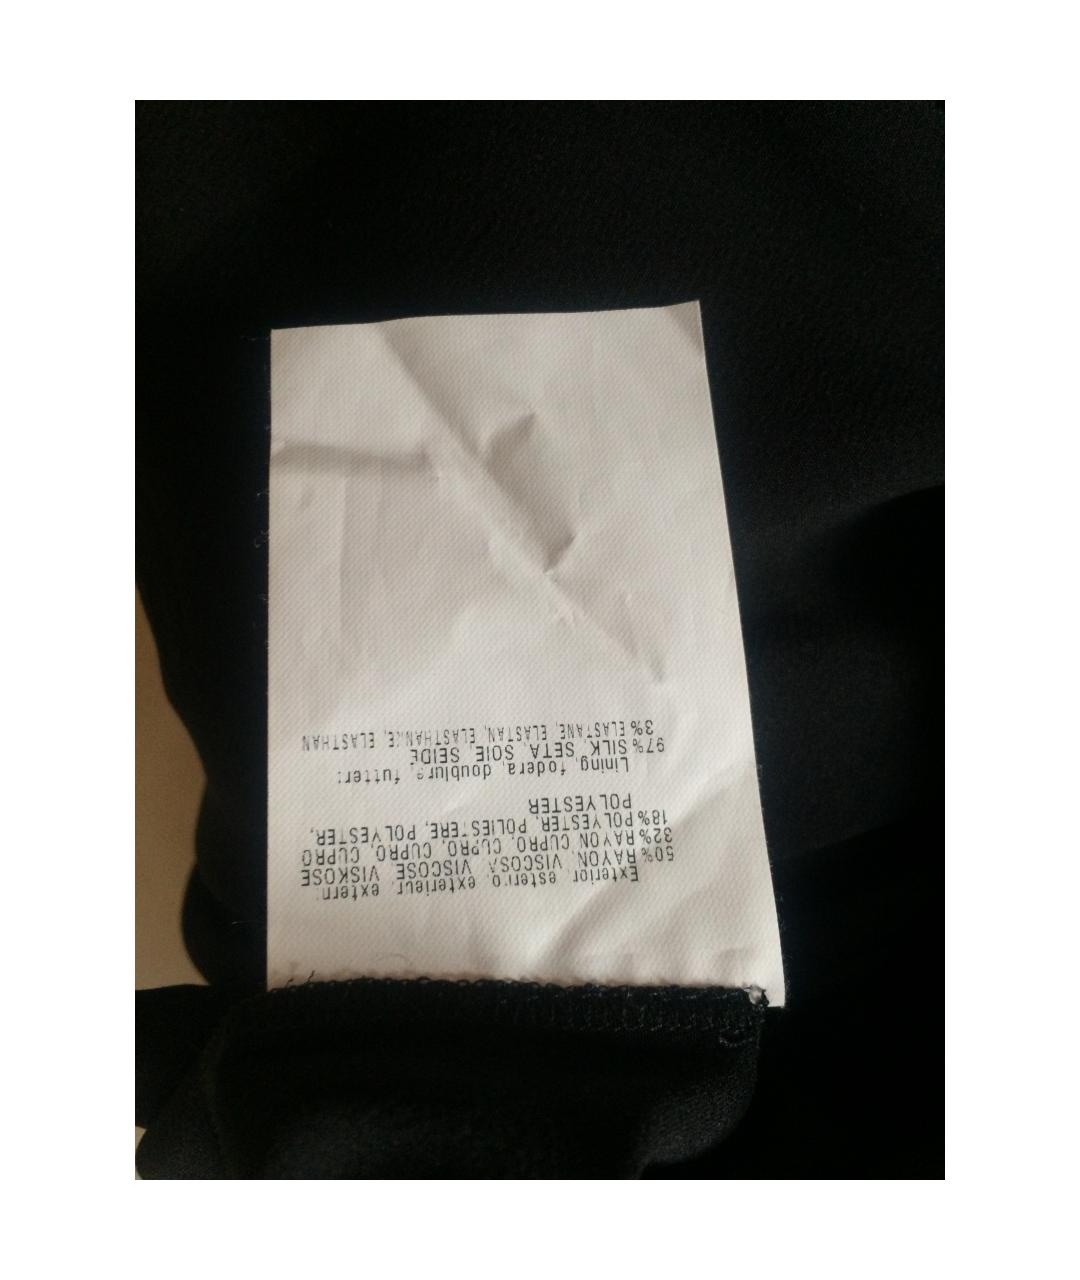 Exterior, esterno, exterieur, extern:
50% RAYON, VISCOSA, VISCOSE, VISKOSE
32% RAYON CUPRO, CUPRO, CUPRO, CUPRO
18% POLYESTER, POLIESTERE, POLYESTER,
POLYESTER
Lining, fodera, doublure, futter:
97% SILK, SETA, SOIE, SEIDE
3% ELASTANE, ELASTAN, ELASTHANNE, ELASTHAN